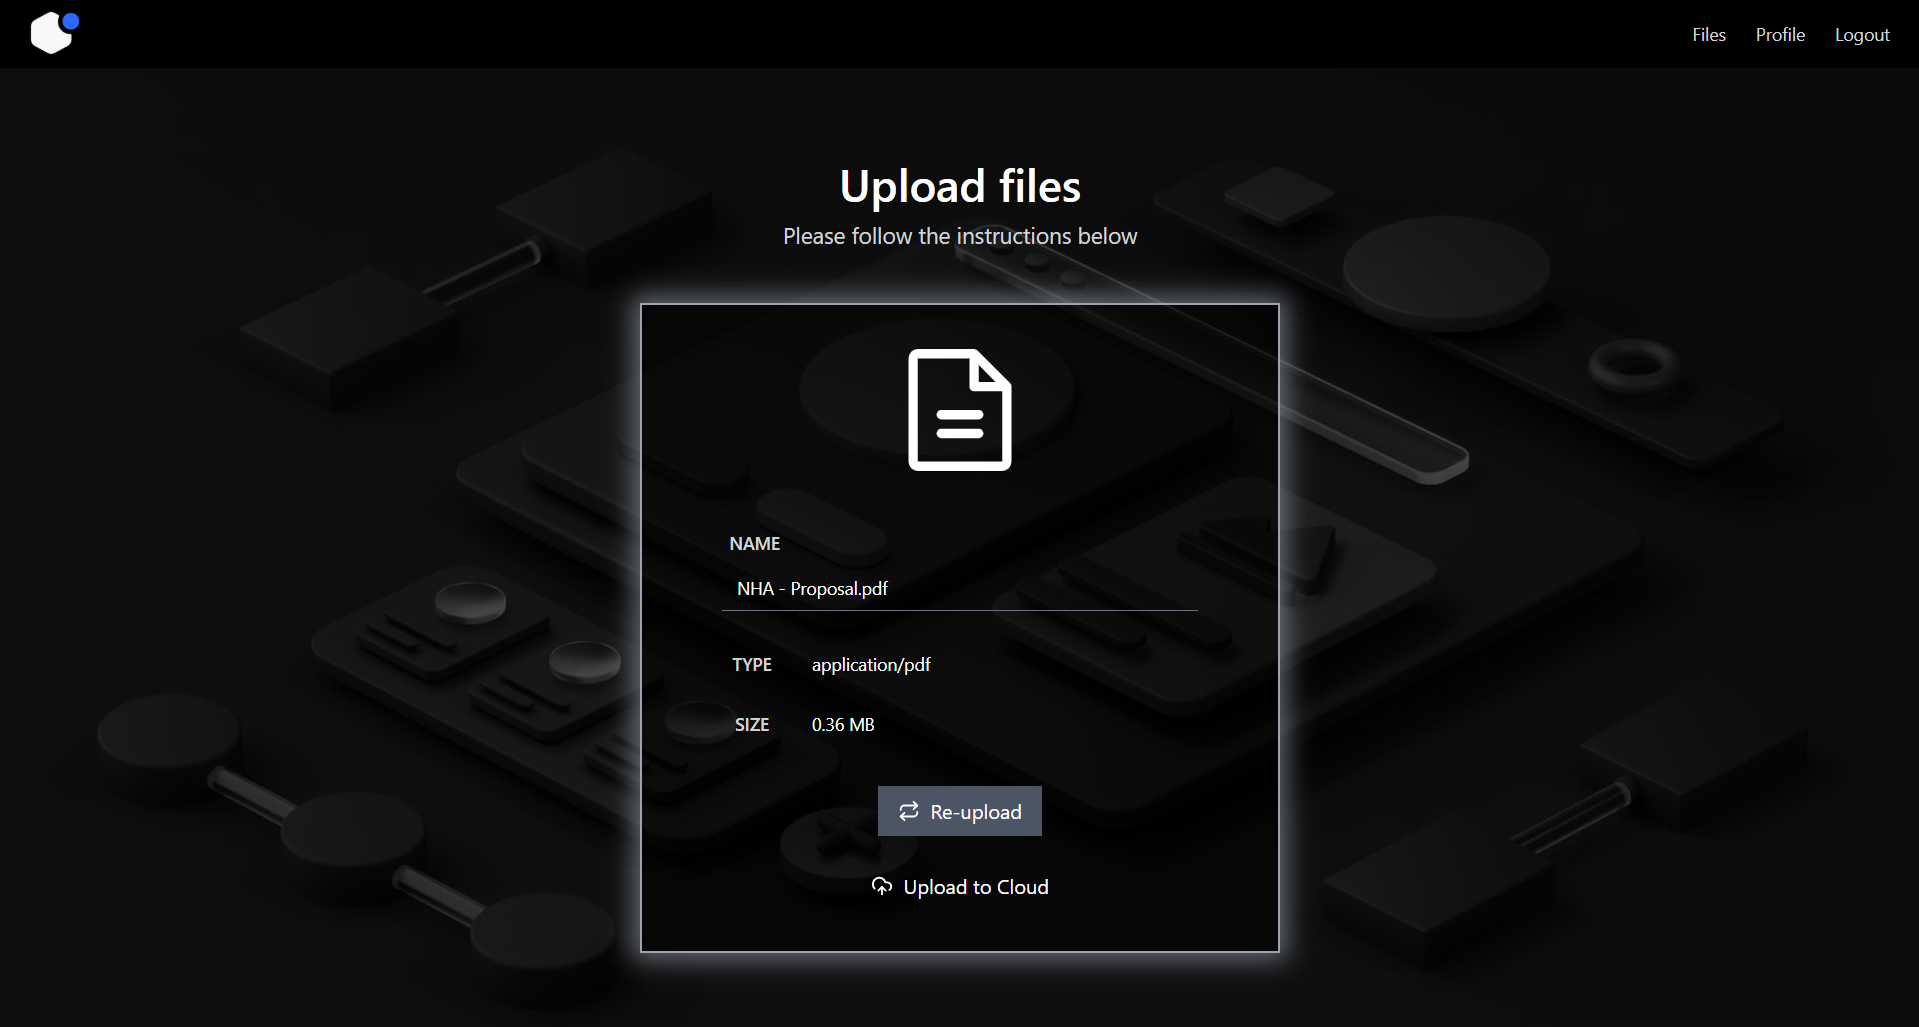 Files Profile Logout
Upload files
Please follow the instructions below
NAME
NHA - Proposal.pdf
TYPE application/pdf
SIZE 0.36 MB
Re-upload
Upload to Cloud